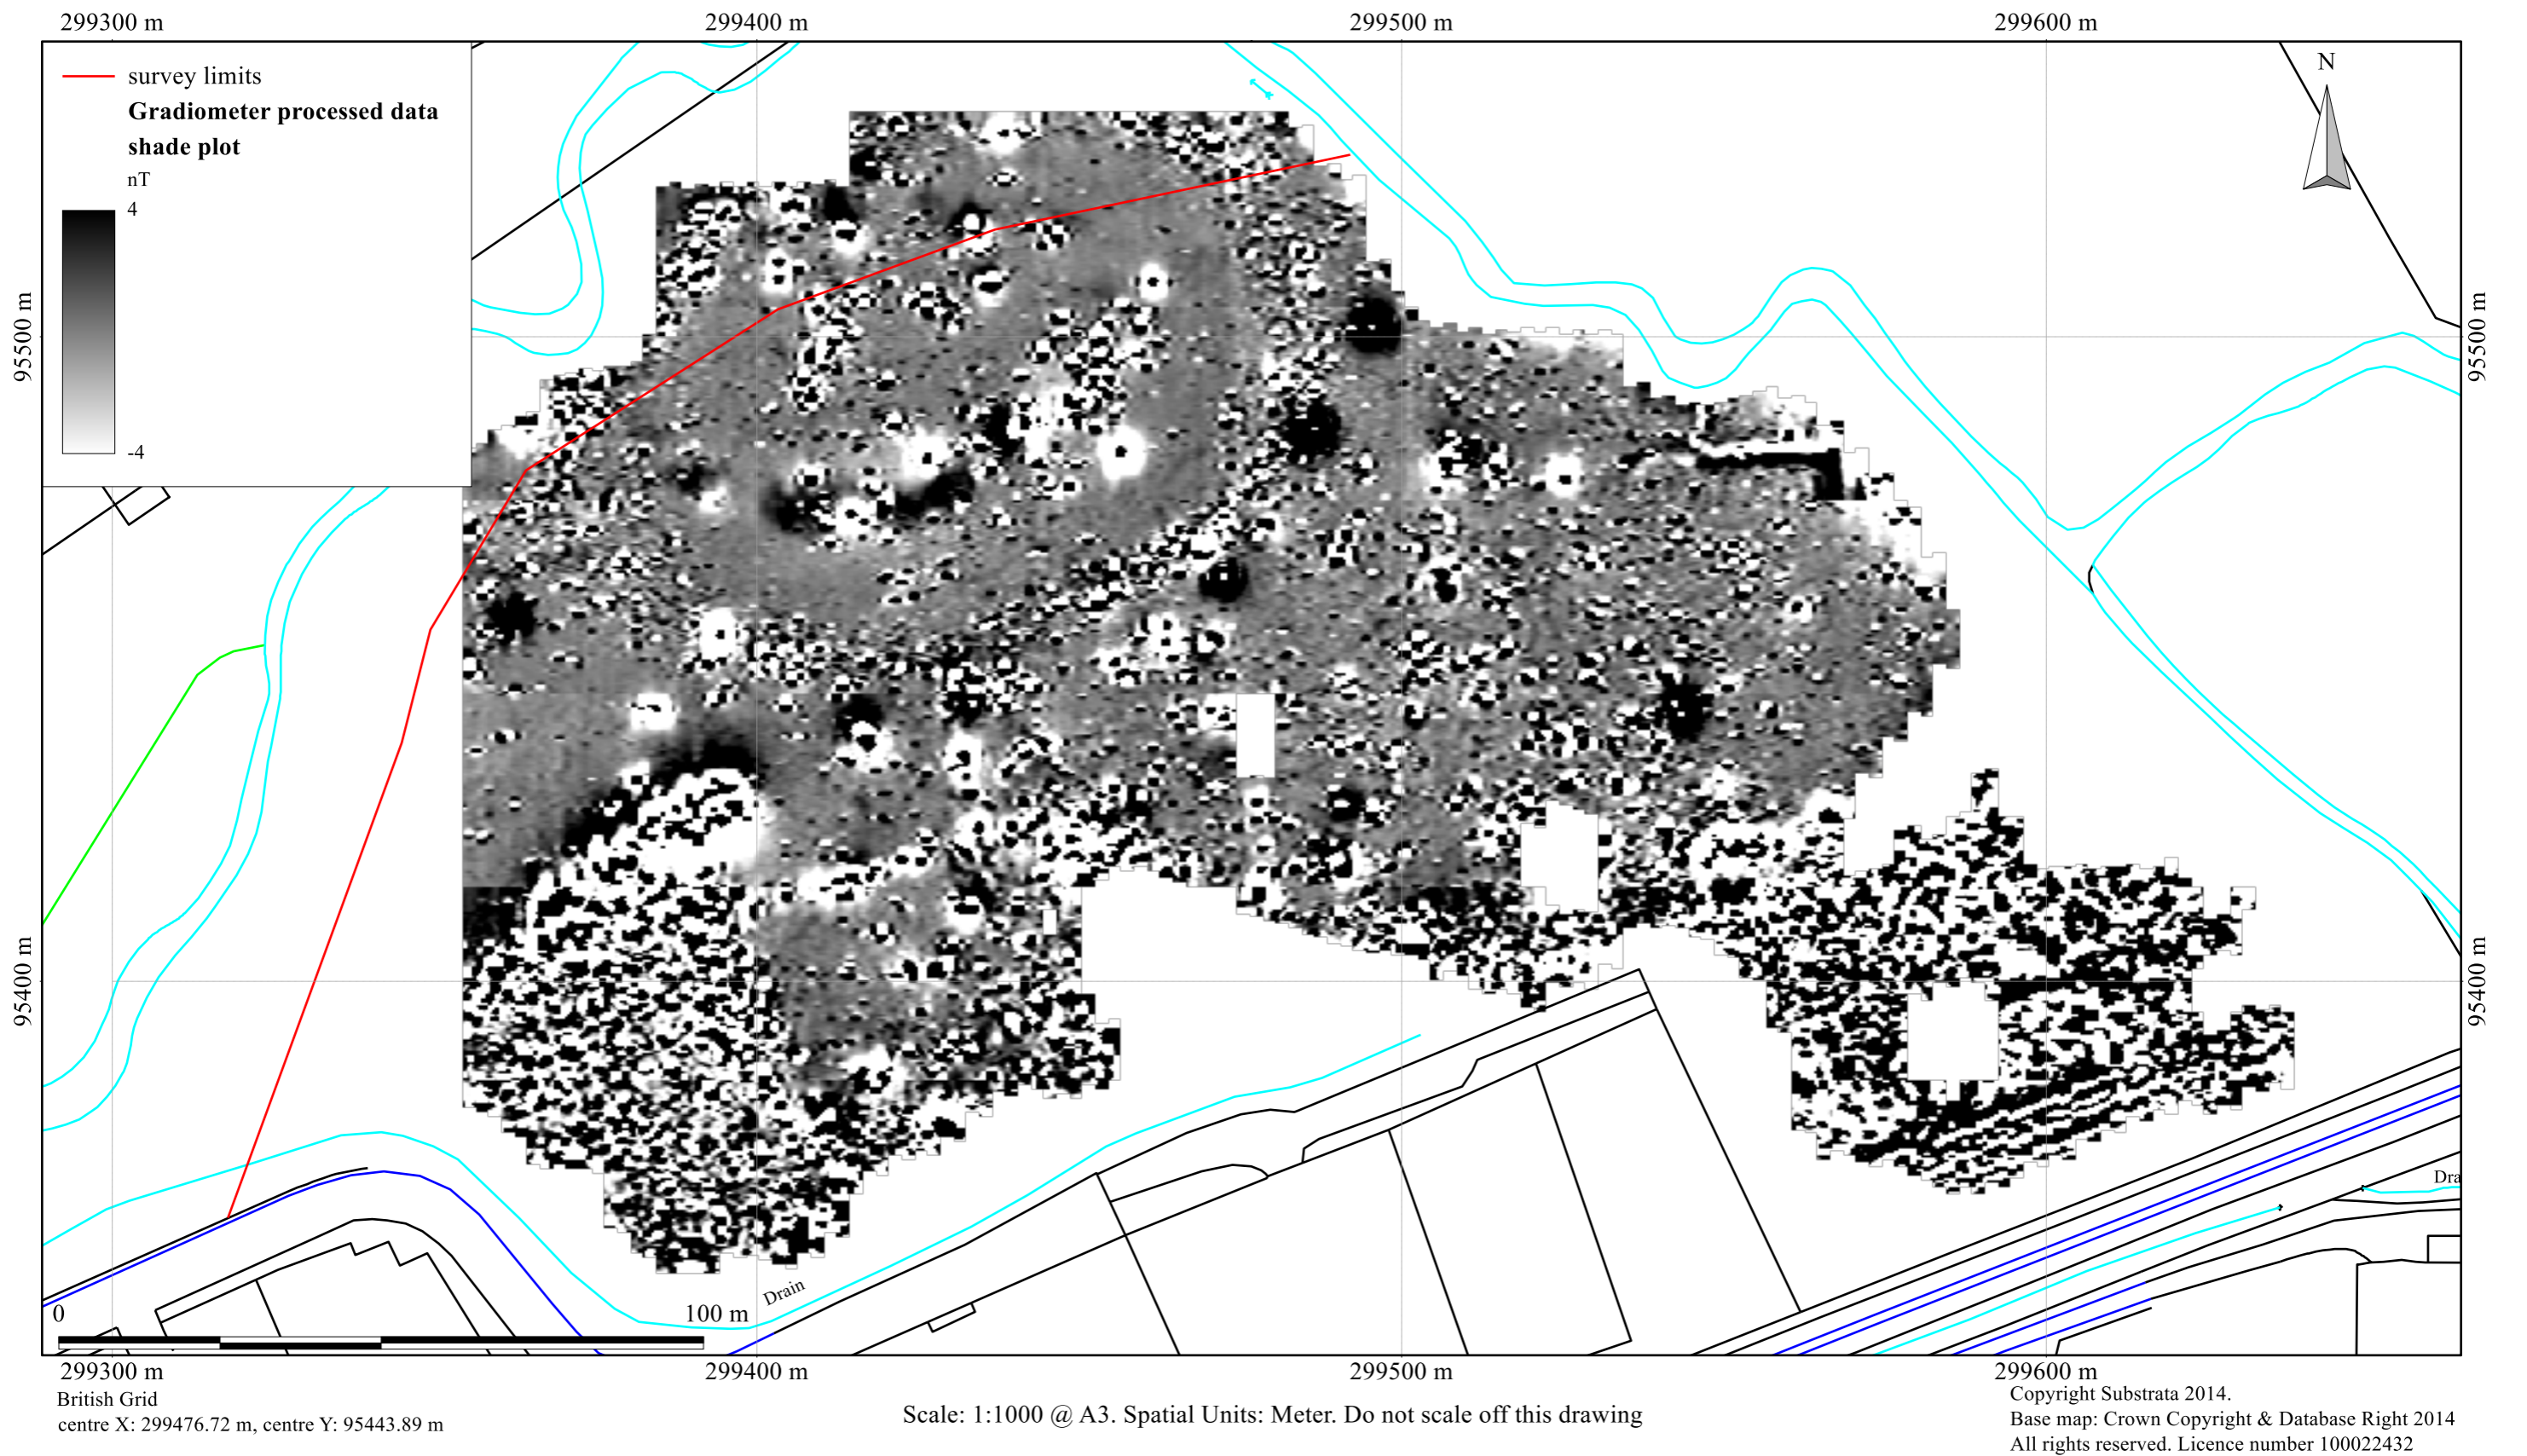 299300 m 299400 m 299500 m 299600 m
survey limits
Gradiometer processed data
shade plot
nT
4
-4
N
95500 m
95500 m
95400 m
95400 m
Dra
Drain
0 100 m
299300 m 299400 m 299500 m 299600 m
British Grid
centre X: 299476.72 m, centre Y: 95443.89 m
Scale: 1:1000 @ A3. Spatial Units: Meter. Do not scale off this drawing
Copyright Substrata 2014.
Base map: Crown Copyright & Database Right 2014
All rights reserved. Licence number 100022432